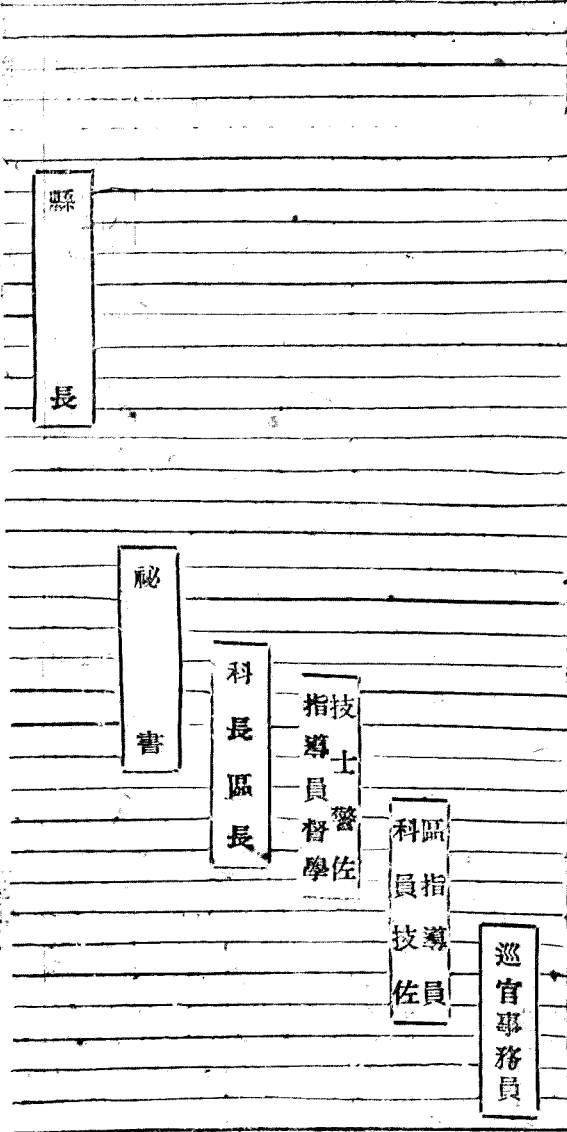 巡官事務員
區指導員
科員技佐
技士警佐
指導員督學
科長區長
祕書
縣長